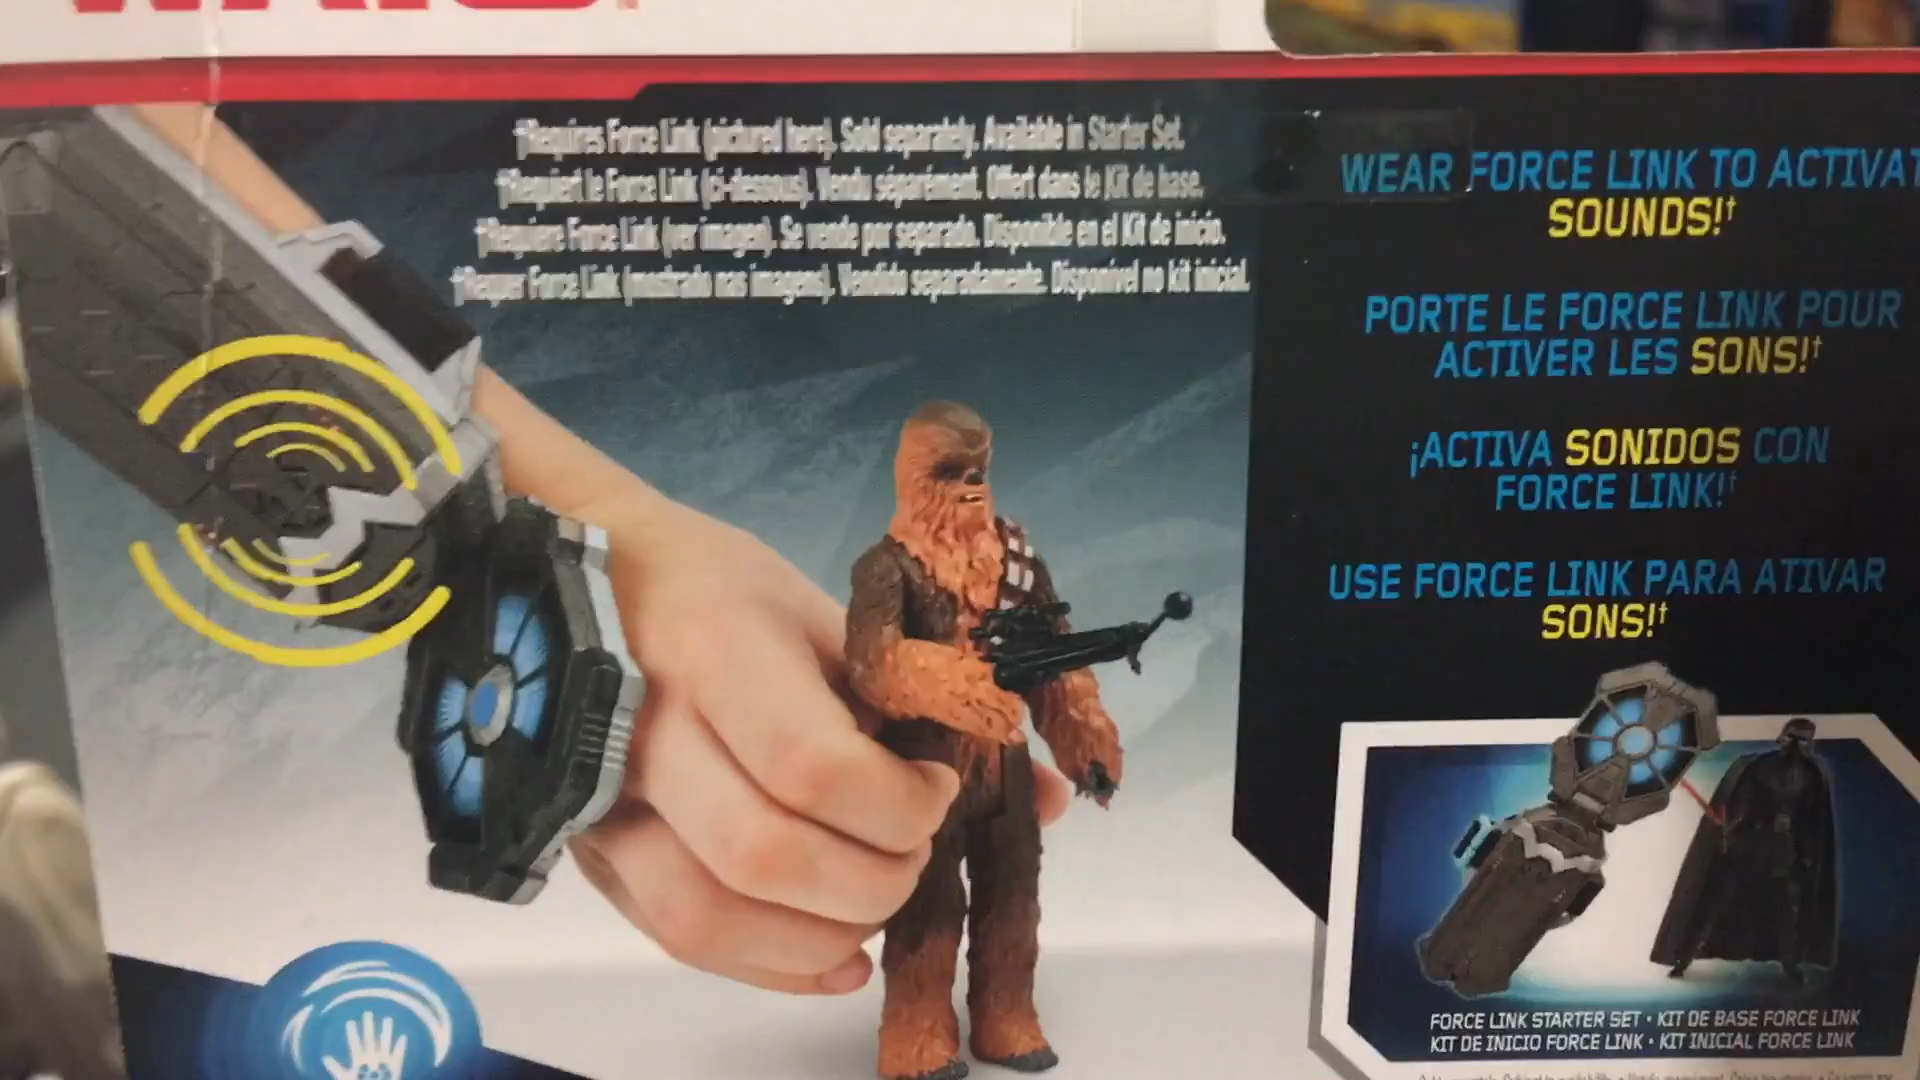 †Requires Force Link (pictured here). Sold separately. Available in Starter Set.
†Requiert le Force Link (ci-dessous). Vendu séparément. Offert dans le Kit de base.
†Requiere Force Link (ver imagen). Se vende por separado. Disponible en el Kit de inicio.
†Requer Force Link (mostrado nas imagens). Vendido separadamente. Disponível no kit inicial.
WEAR FORCE LINK TO ACTIVAT
SOUNDS!†
PORTE LE FORCE LINK POUR
ACTIVER LES SONS!†
¡ACTIVA SONIDOS CON
FORCE LINK!†
USE FORCE LINK PARA ATIVAR
SONS!†
FORCE LINK STARTER SET • KIT DE BASE FORCE LINK
KIT DE INICIO FORCE LINK • KIT INICIAL FORCE LINK